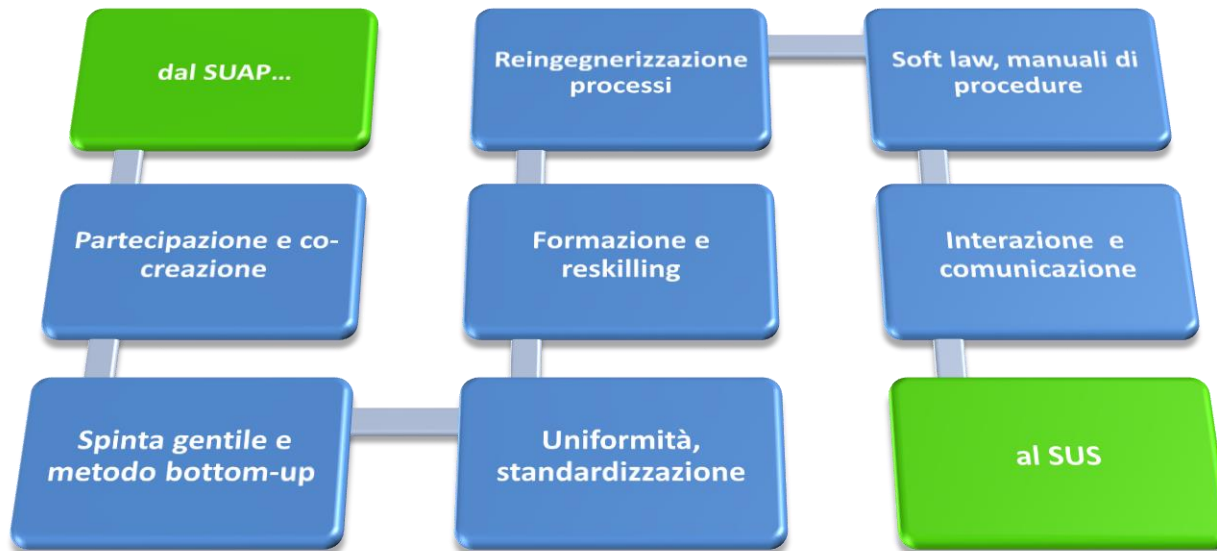 dal SUAP...
Partecipazione e co-
creazione
Spinta gentile e
metodo bottom-up
Uniformità,
standardizzazione
Formazione e
reskilling
Reingegnerizzazione
processi
Soft law, manuali di
procedure
Interazione e
comunicazione
al SUS